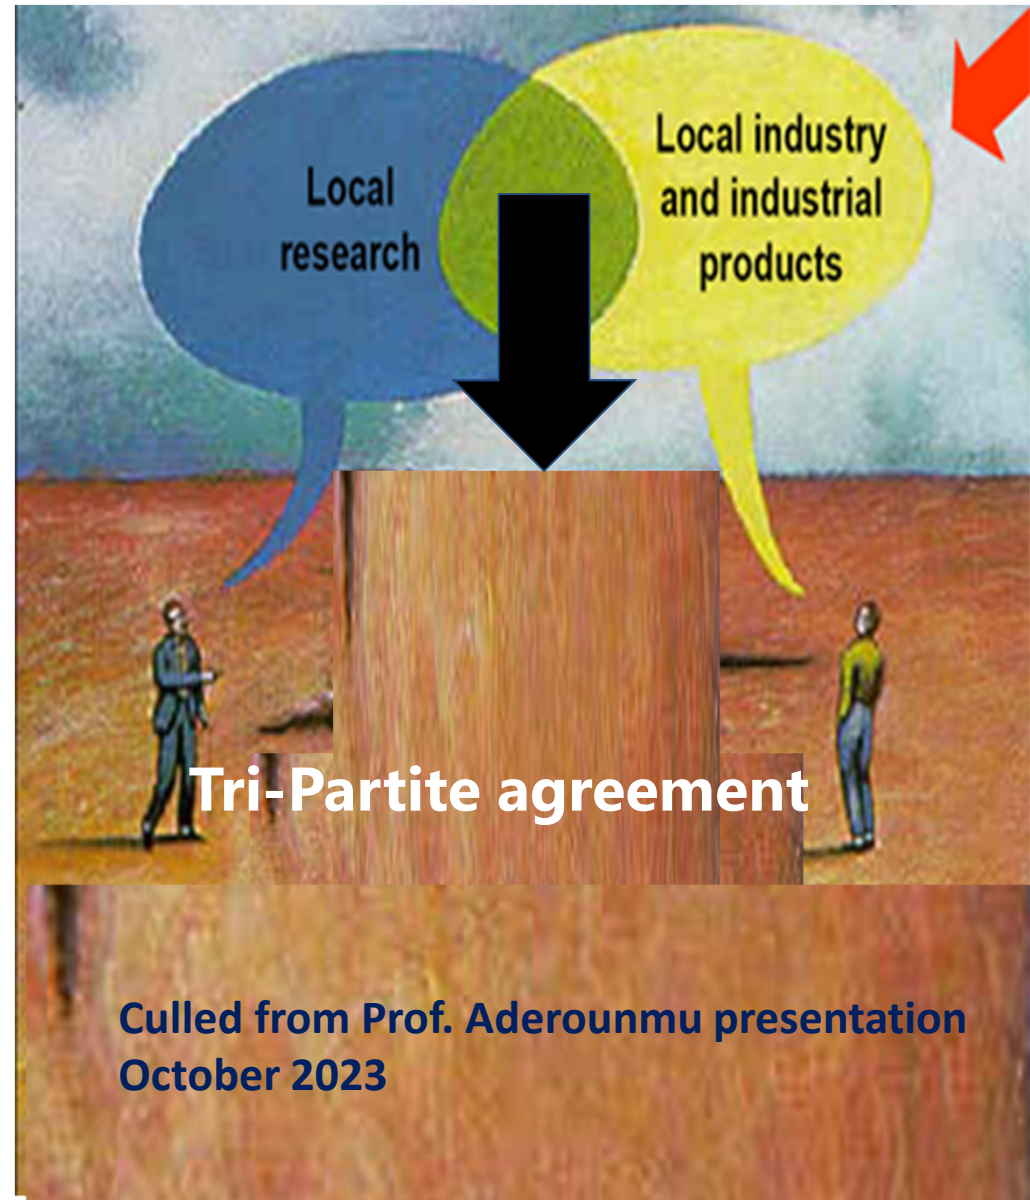 Local
research
Local industry
and industrial
products
Tri-Partite agreement
Culled from Prof. Aderounmu presentation
October 2023